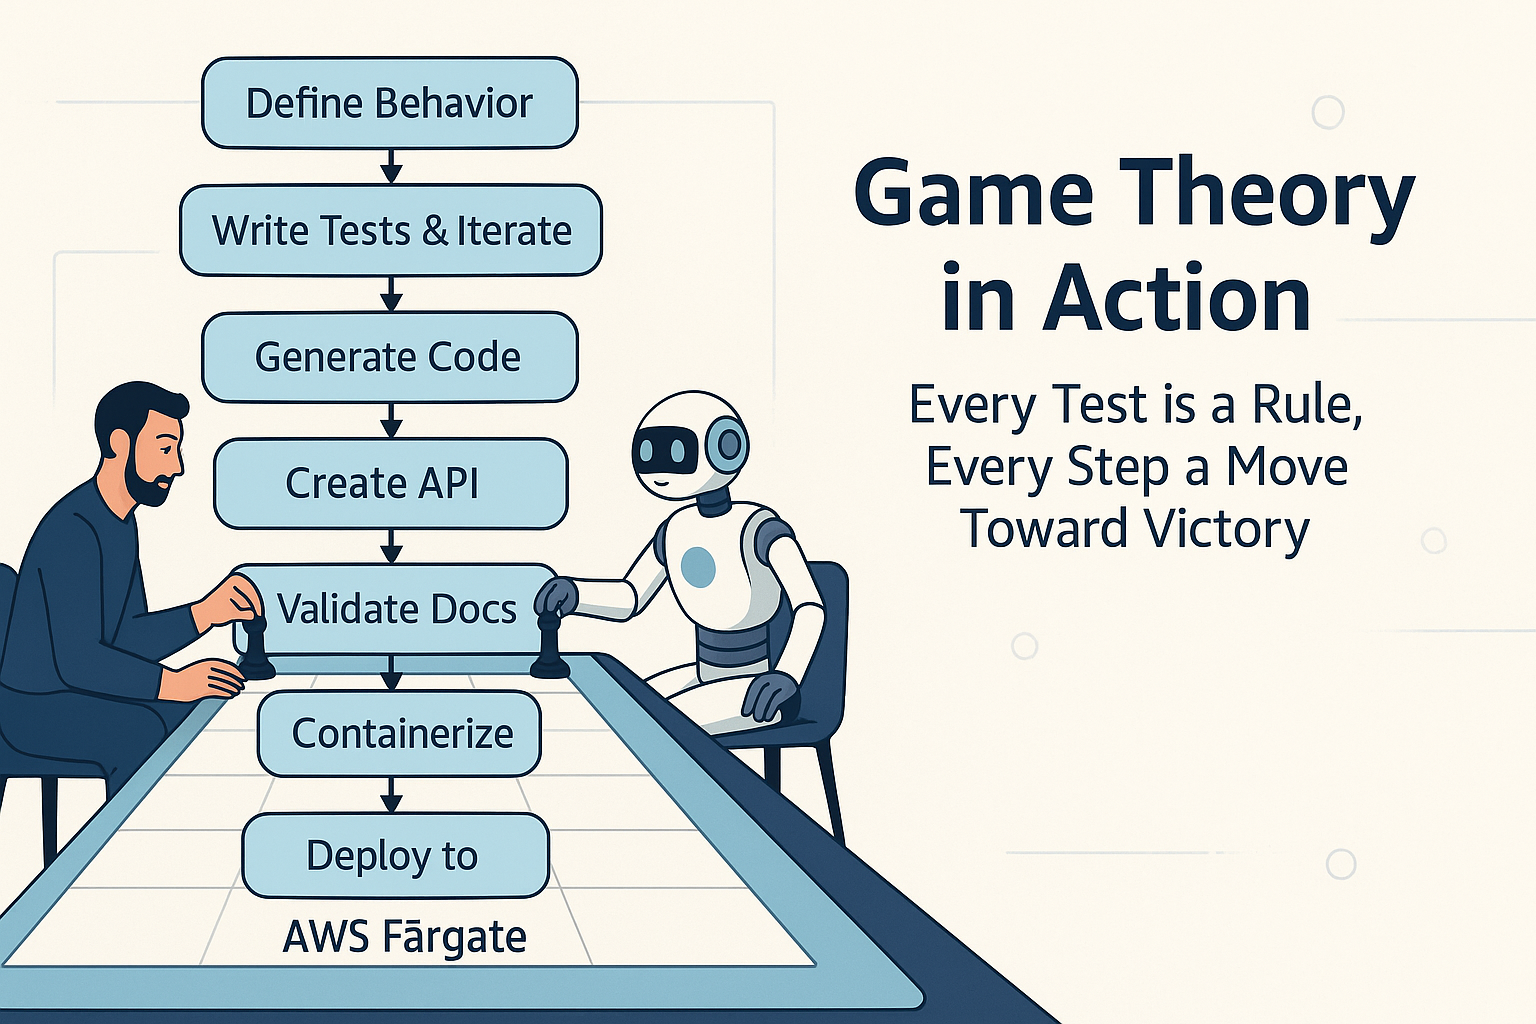 Define Behavior
Write Tests & Iterate
Generate Code
Create API
Validate Docs
Containerize
Deploy to
AWS Fārgate
Game Theory
in Action
Every Test is a Rule,
Every Step a Move
Toward Victory